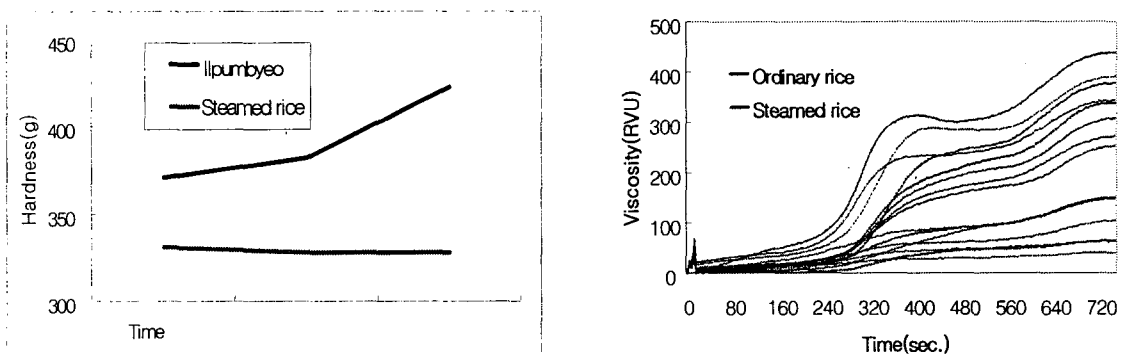 450
400
350
300
Hardness(g)
Ilpumbyeo
Steamed rice
Time
500
400
300
200
100
0
Viscosity(RVU)
Ordinary rice
Steamed rice
0 80 160 240 320 400 480 560 640 720
Time(sec.)